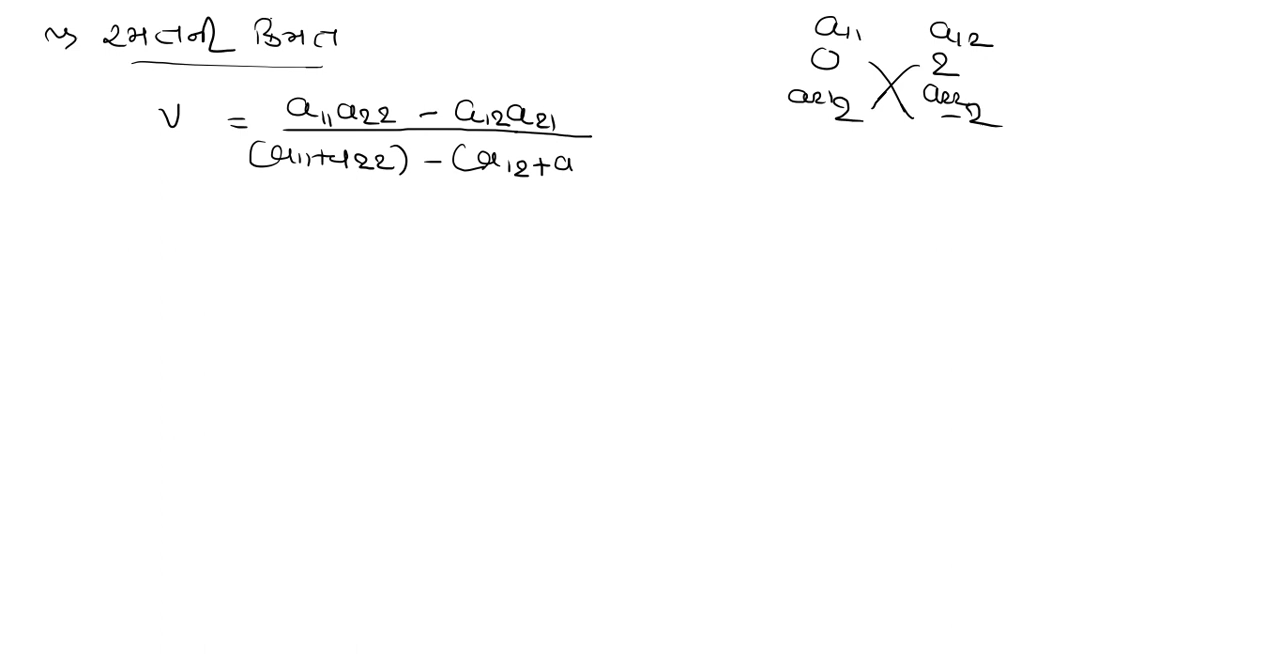 → રમતની કિંમત
V = (a₁₁a₂₂ − a₁₂a₂₁) / ((a₁₁+a₂₂) − (a₁₂+a
a₁₁ a₁₂
0 2
a₂₁ 2 a₂₂ −2